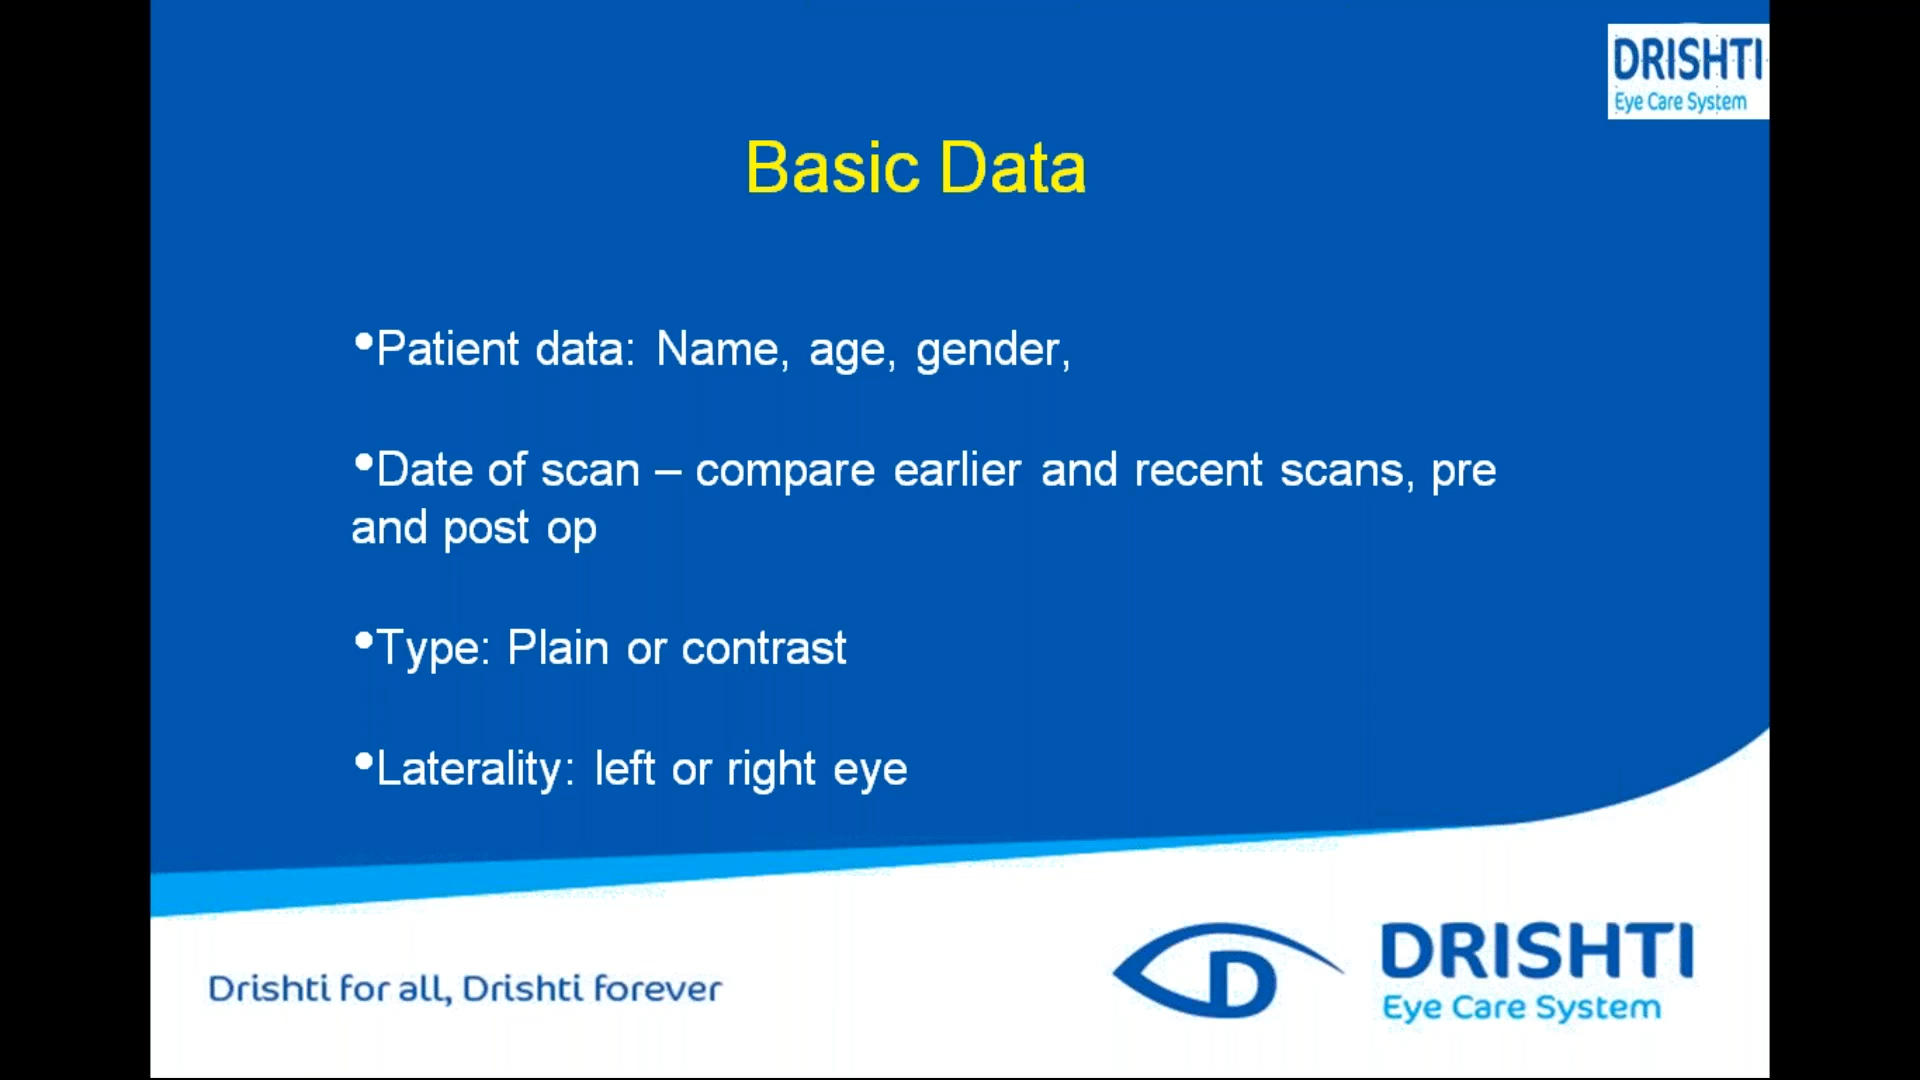 DRISHTI
Eye Care System
Basic Data
•Patient data: Name, age, gender,
•Date of scan – compare earlier and recent scans, pre
and post op
•Type: Plain or contrast
•Laterality: left or right eye
Drishti for all, Drishti forever
D
DRISHTI
Eye Care System